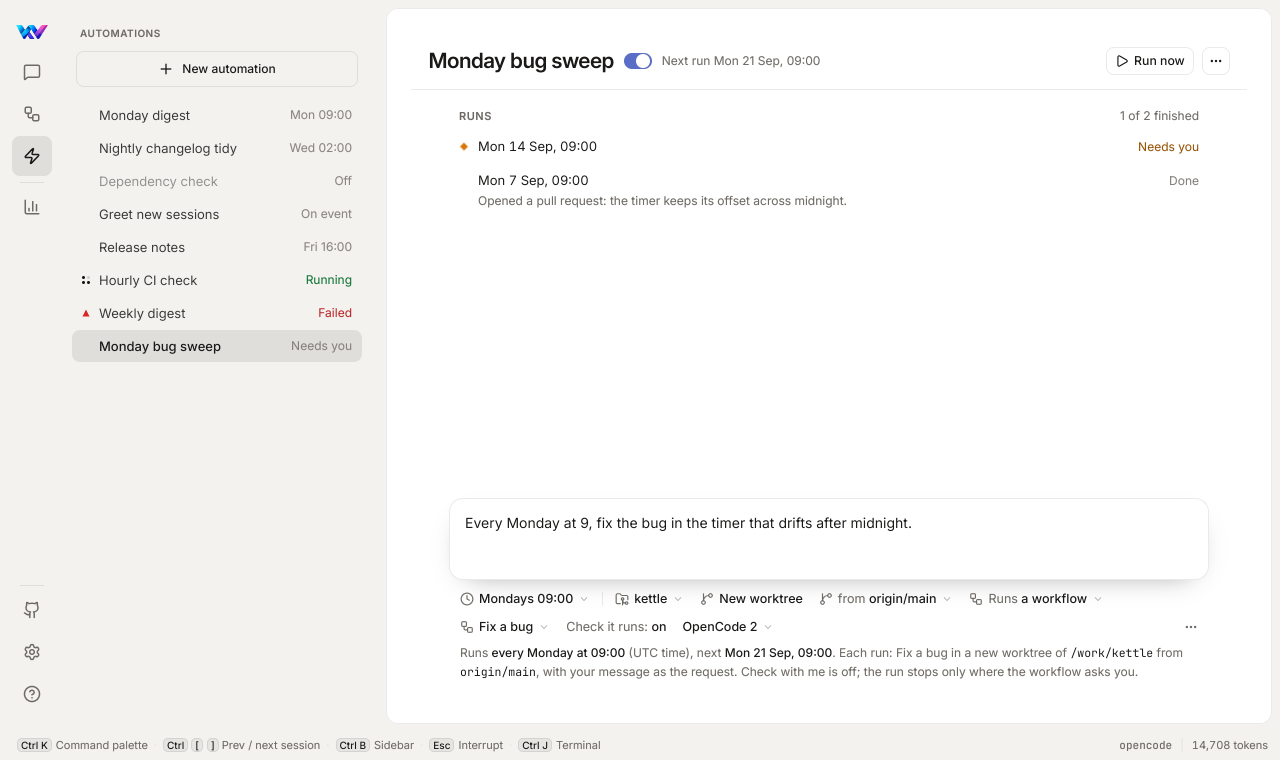 AUTOMATIONS
New automation
Monday digest Mon 09:00
Nightly changelog tidy Wed 02:00
Dependency check Off
Greet new sessions On event
Release notes Fri 16:00
Hourly CI check Running
Weekly digest Failed
Monday bug sweep Needs you
Monday bug sweep Next run Mon 21 Sep, 09:00 Run now
RUNS 1 of 2 finished
Mon 14 Sep, 09:00 Needs you
Mon 7 Sep, 09:00 Done
Opened a pull request: the timer keeps its offset across midnight.
Every Monday at 9, fix the bug in the timer that drifts after midnight.
Mondays 09:00 kettle New worktree from origin/main Runs a workflow
Fix a bug Check it runs: on OpenCode 2
Runs every Monday at 09:00 (UTC time), next Mon 21 Sep, 09:00. Each run: Fix a bug in a new worktree of /work/kettle from
origin/main, with your message as the request. Check with me is off; the run stops only where the workflow asks you.
Ctrl K Command palette Ctrl [ ] Prev / next session Ctrl B Sidebar Esc Interrupt Ctrl J Terminal opencode 14,708 tokens